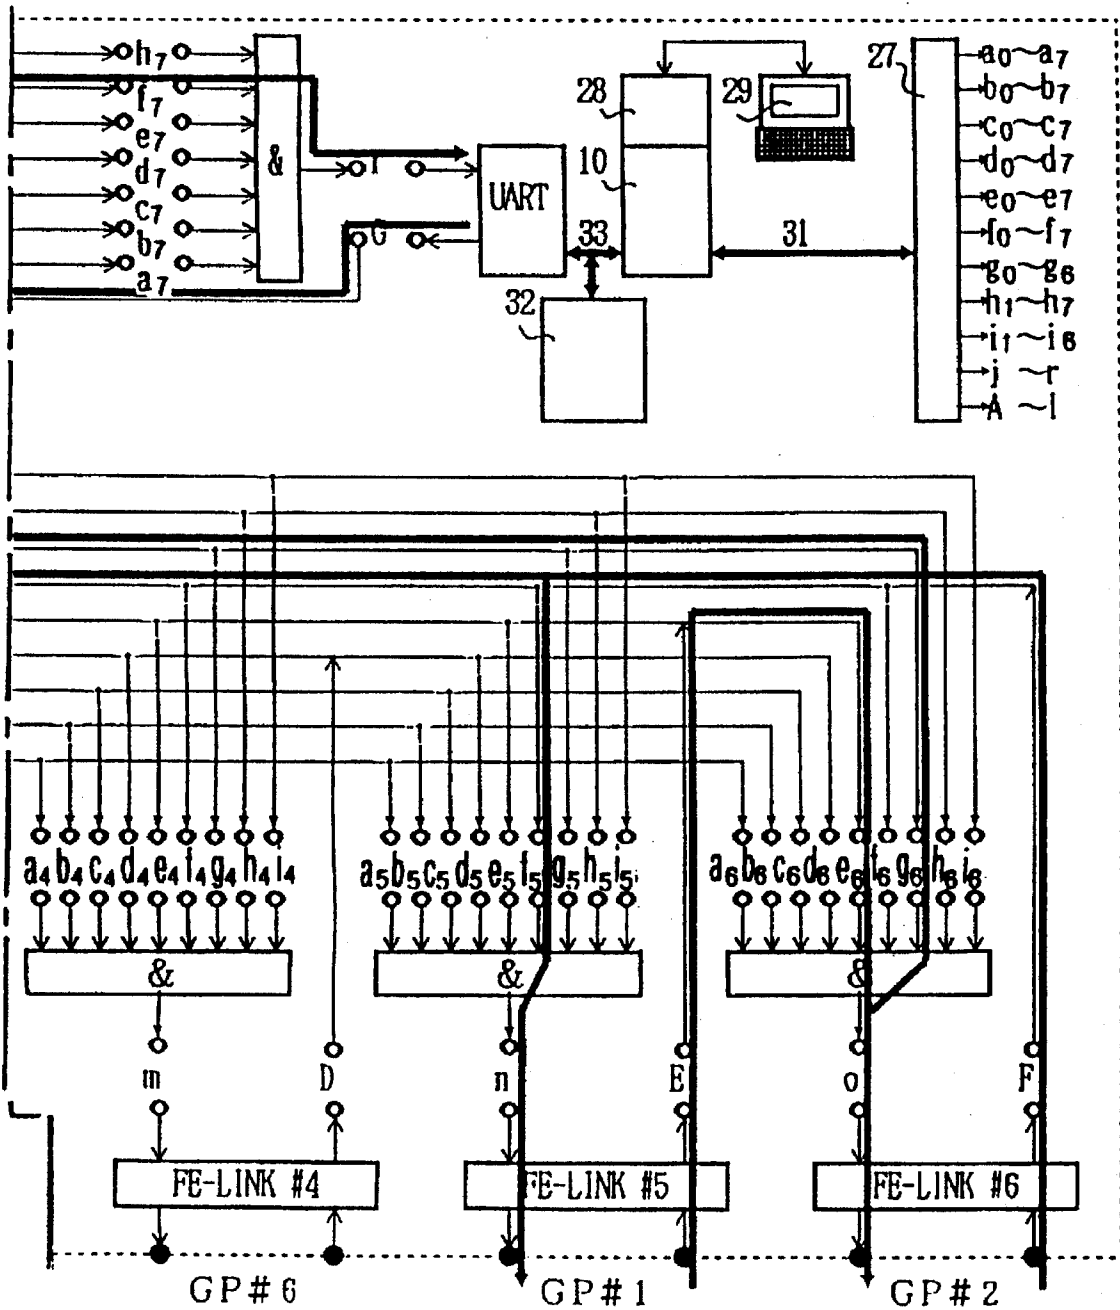 h7
f7
e7
d7
c7
b7
a7
&
I
G
UART
28
10
29
33
31
32
27
a0~a7
b0~b7
c0~c7
d0~d7
e0~e7
f0~f7
g0~g6
h1~h7
i1~i6
j ~r
A ~l
a4 b4 c4 d4 e4 f4 g4 h4 i4
a5 b5 c5 d5 e5 f5 g5 h5 i5
a6 b6 c6 d6 e6 f6 g6 h6 i6
& & &
m D n E o F
FE-LINK #4 FE-LINK #5 FE-LINK #6
GP#6 GP#1 GP#2